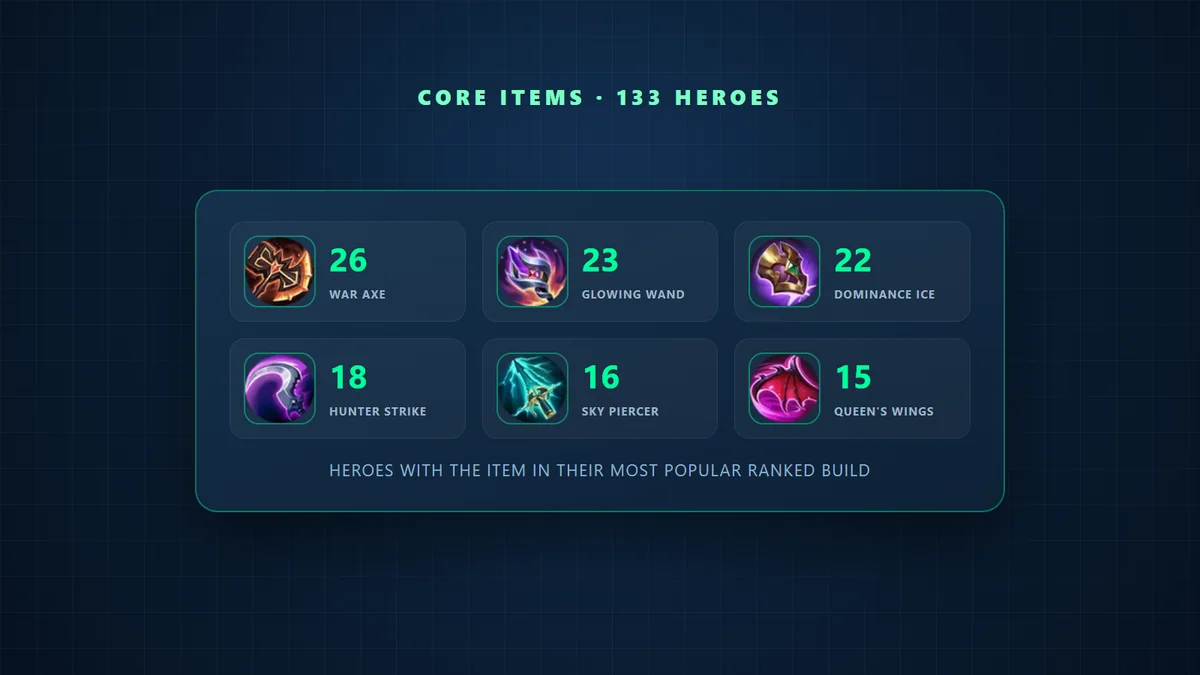 CORE ITEMS · 133 HEROES
26
WAR AXE
23
GLOWING WAND
22
DOMINANCE ICE
18
HUNTER STRIKE
16
SKY PIERCER
15
QUEEN'S WINGS
HEROES WITH THE ITEM IN THEIR MOST POPULAR RANKED BUILD